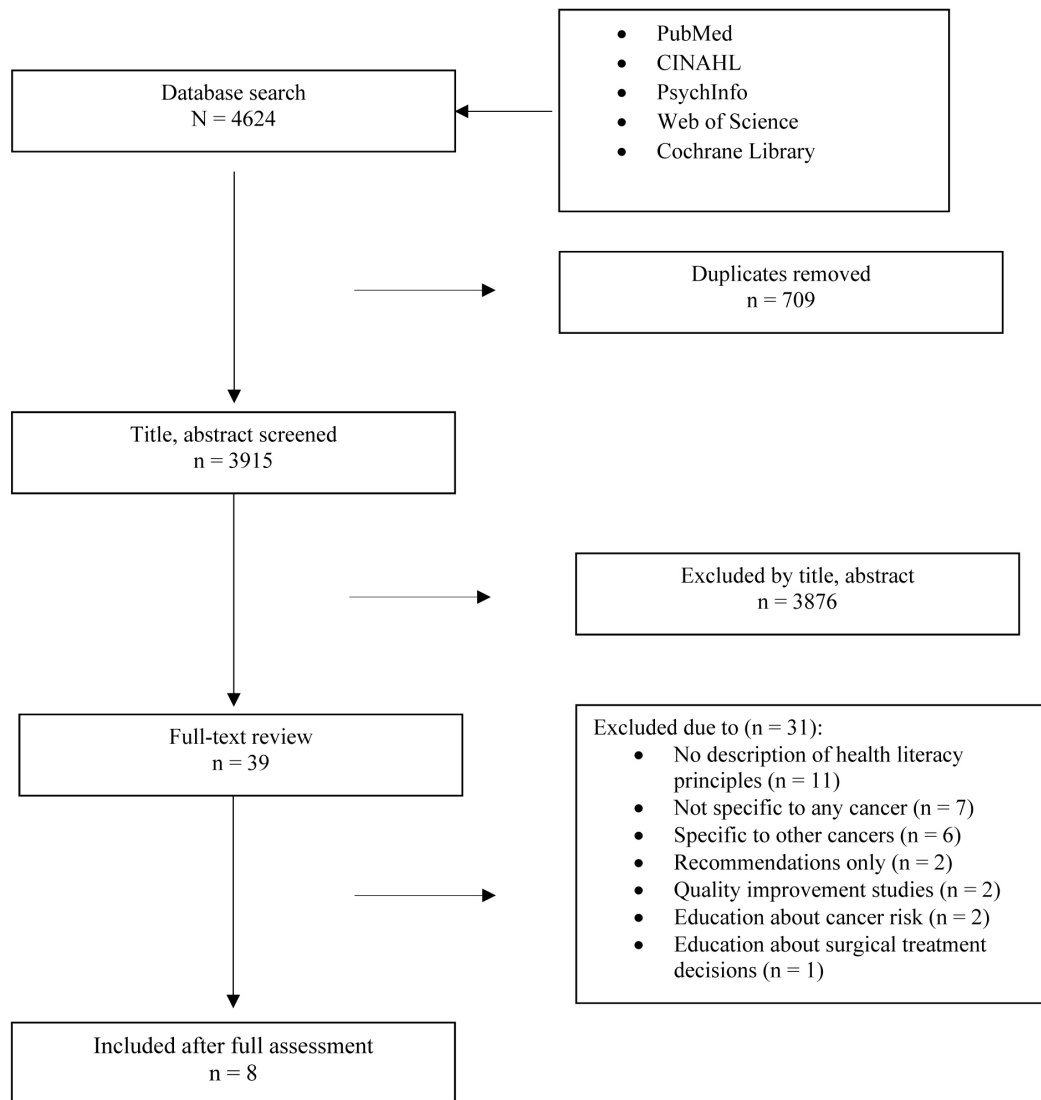 Database search
N = 4624
• PubMed
• CINAHL
• PsychInfo
• Web of Science
• Cochrane Library
Duplicates removed
n = 709
Title, abstract screened
n = 3915
Excluded by title, abstract
n = 3876
Full-text review
n = 39
Excluded due to (n = 31):
• No description of health literacy
principles (n = 11)
• Not specific to any cancer (n = 7)
• Specific to other cancers (n = 6)
• Recommendations only (n = 2)
• Quality improvement studies (n = 2)
• Education about cancer risk (n = 2)
• Education about surgical treatment
decisions (n = 1)
Included after full assessment
n = 8